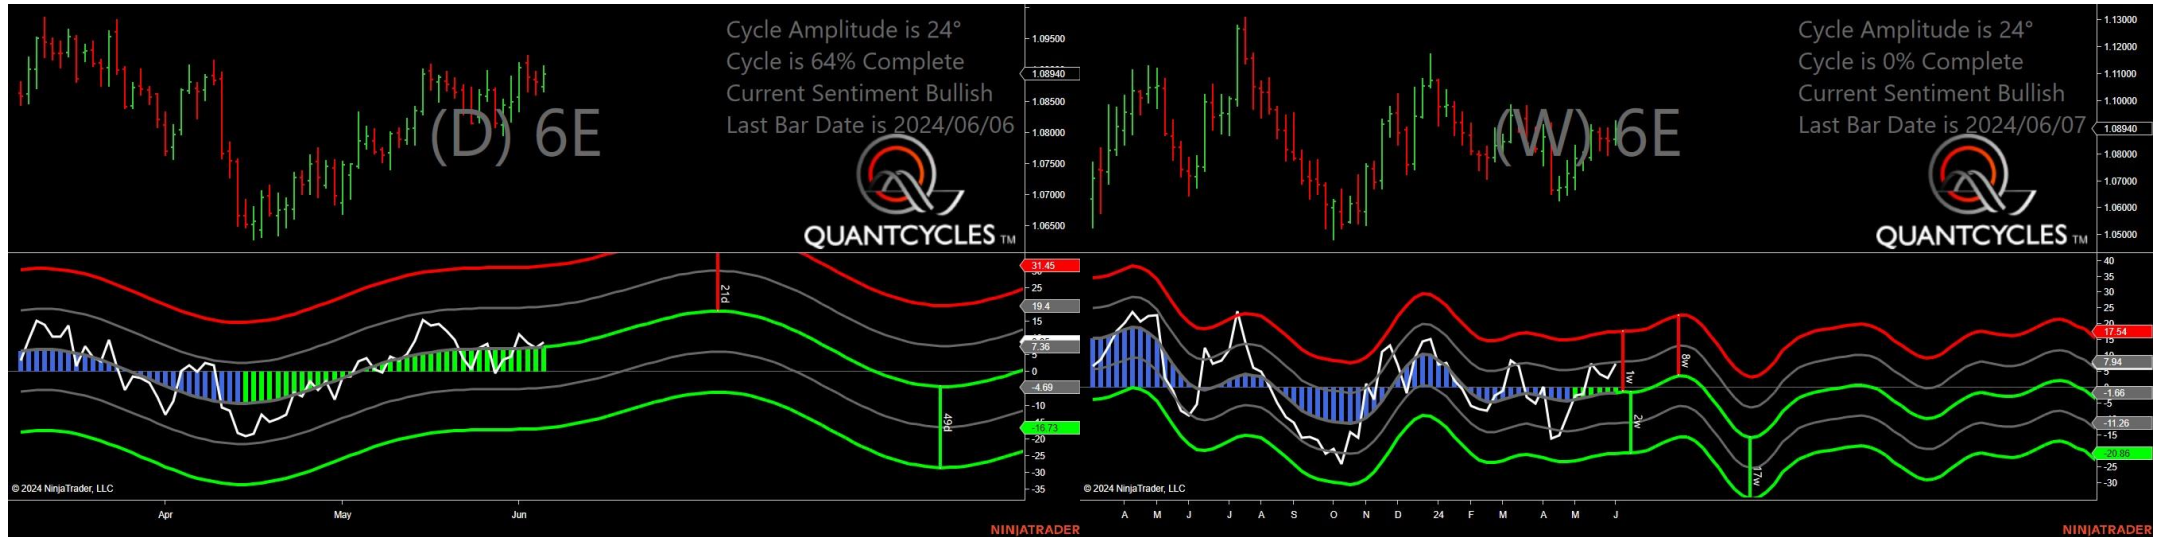 Cycle Amplitude is 24°
Cycle is 64% Complete
Current Sentiment Bullish
Last Bar Date is 2024/06/06
(D) 6E
QUANTCYCLES TM
1.09500
1.08940
1.08500
1.08000
1.07500
1.07000
1.06500
31.45
25
19.4
15
7.36
5
0
-4.69
-10
-16.73
-20
-25
-30
-35
21d
49d
© 2024 NinjaTrader, LLC
Apr May Jun
NINJATRADER
Cycle Amplitude is 24°
Cycle is 0% Complete
Current Sentiment Bullish
Last Bar Date is 2024/06/07
(W) 6E
QUANTCYCLES TM
1.13000
1.12000
1.11000
1.10000
1.08940
1.08000
1.07000
1.06000
1.05000
40
35
30
25
20
17.54
15
7.94
5
-1.66
-5
-11.26
-15
-20.86
-25
-30
1w
2w
8w
17w
© 2024 NinjaTrader, LLC
A M J J A S O N D 24 F M A M J
NINJATRADER